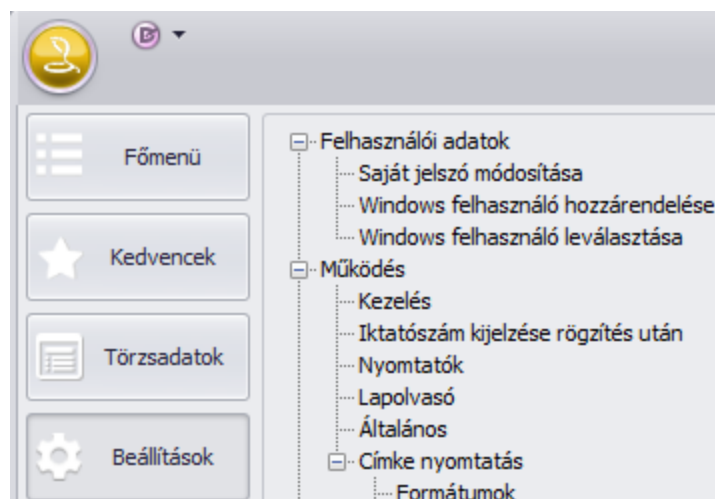 Főmenü
Kedvencek
Törzsadatok
Beállítások
Felhasználói adatok
Saját jelszó módosítása
Windows felhasználó hozzárendelése
Windows felhasználó leválasztása
Működés
Kezelés
Iktatószám kijelzése rögzítés után
Nyomtatók
Lapolvasó
Általános
Címke nyomtatás
Formátumok